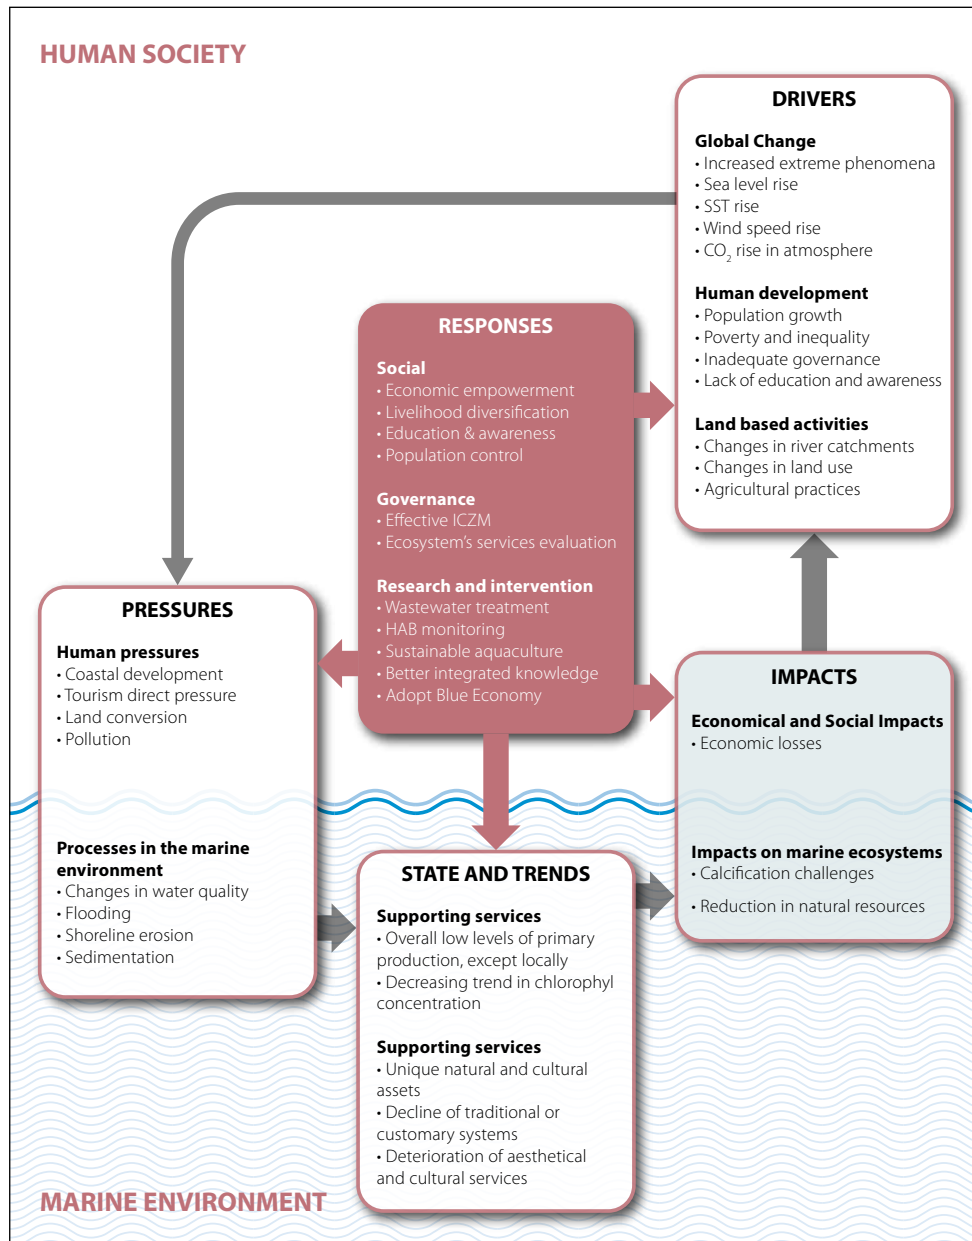 HUMAN SOCIETY
DRIVERS
Global Change
• Increased extreme phenomena
• Sea level rise
• SST rise
• Wind speed rise
• CO₂ rise in atmosphere
Human development
• Population growth
• Poverty and inequality
• Inadequate governance
• Lack of education and awareness
Land based activities
• Changes in river catchments
• Changes in land use
• Agricultural practices
RESPONSES
Social
• Economic empowerment
• Livelihood diversification
• Education & awareness
• Population control
Governance
• Effective ICZM
• Ecosystem's services evaluation
Research and intervention
• Wastewater treatment
• HAB monitoring
• Sustainable aquaculture
• Better integrated knowledge
• Adopt Blue Economy
PRESSURES
Human pressures
• Coastal development
• Tourism direct pressure
• Land conversion
• Pollution
Processes in the marine
environment
• Changes in water quality
• Flooding
• Shoreline erosion
• Sedimentation
IMPACTS
Economical and Social Impacts
• Economic losses
Impacts on marine ecosystems
• Calcification challenges
• Reduction in natural resources
STATE AND TRENDS
Supporting services
• Overall low levels of primary
production, except locally
• Decreasing trend in chlorophyl
concentration
Supporting services
• Unique natural and cultural
assets
• Decline of traditional or
customary systems
• Deterioration of aesthetical
and cultural services
MARINE ENVIRONMENT